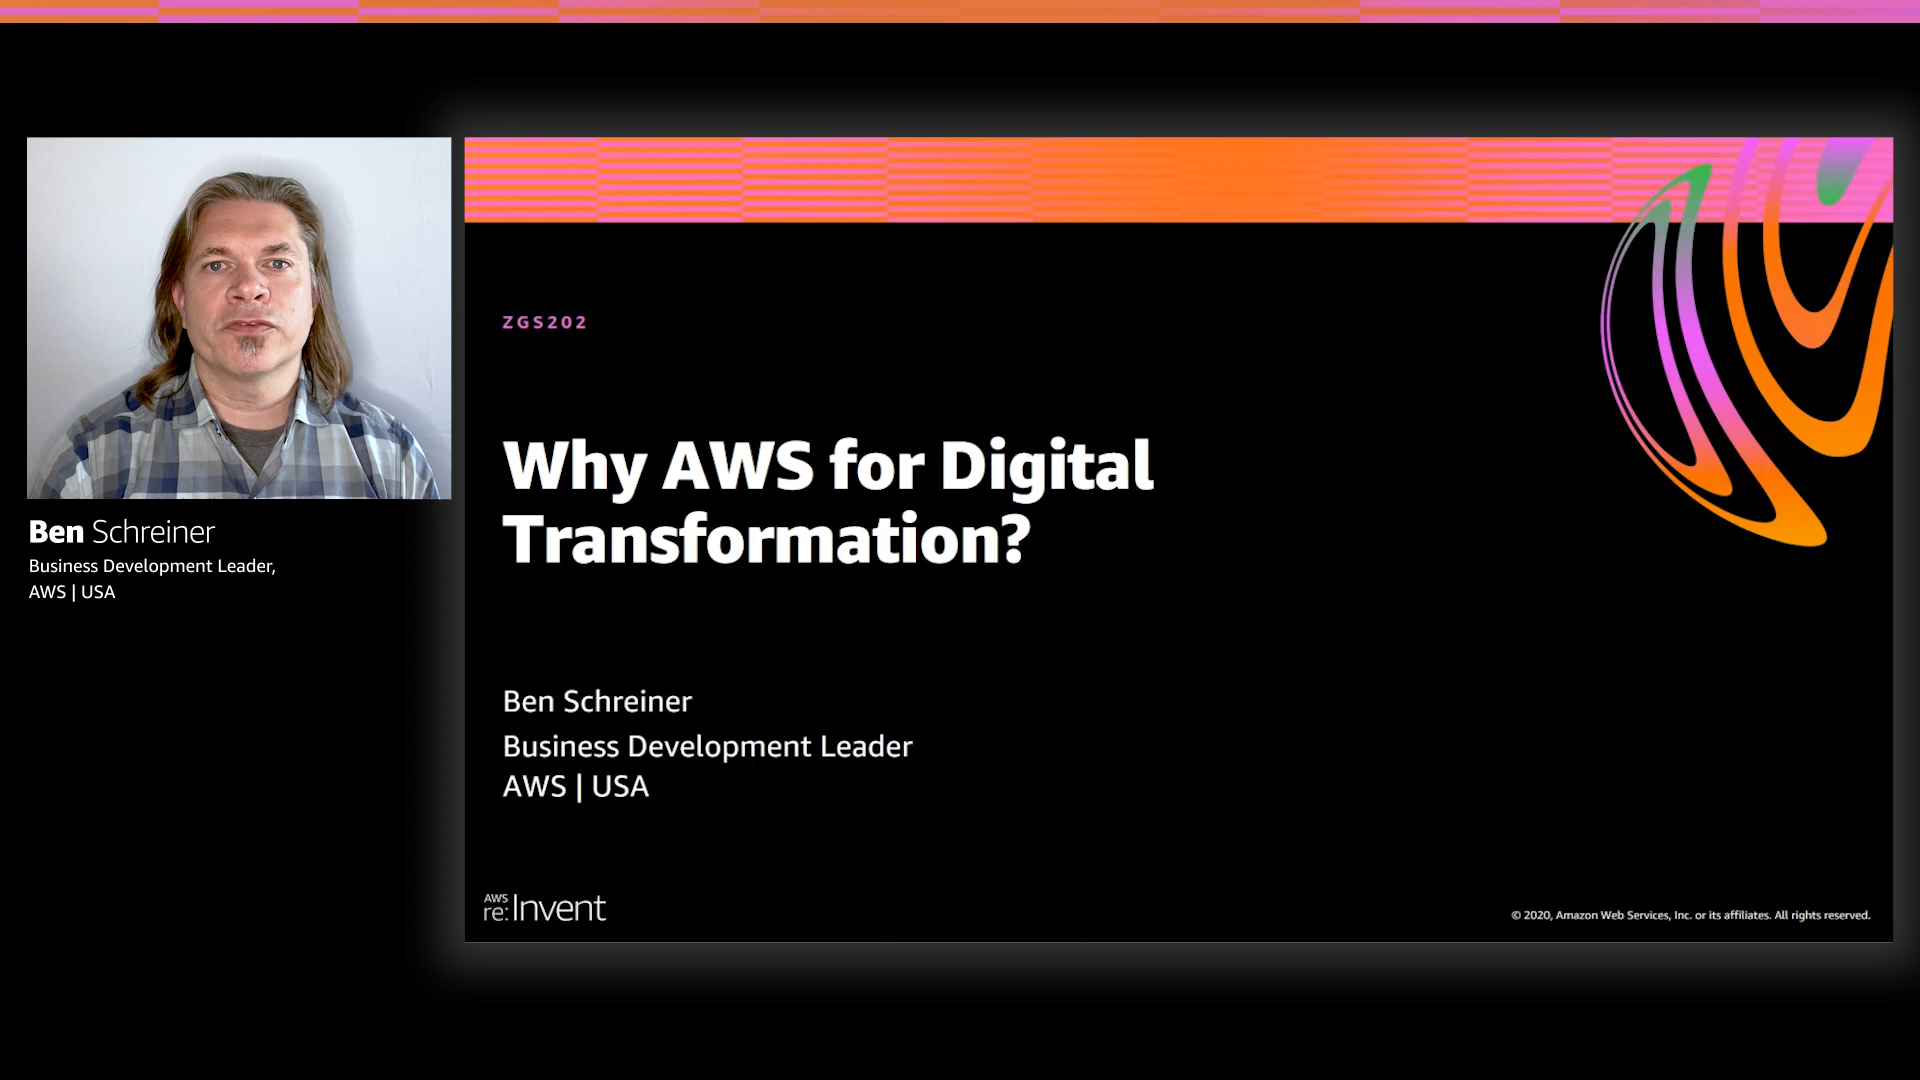 Ben Schreiner
Business Development Leader,
AWS | USA
ZGS202
Why AWS for Digital
Transformation?
Ben Schreiner
Business Development Leader
AWS | USA
AWS
re:Invent
© 2020, Amazon Web Services, Inc. or its affiliates. All rights reserved.